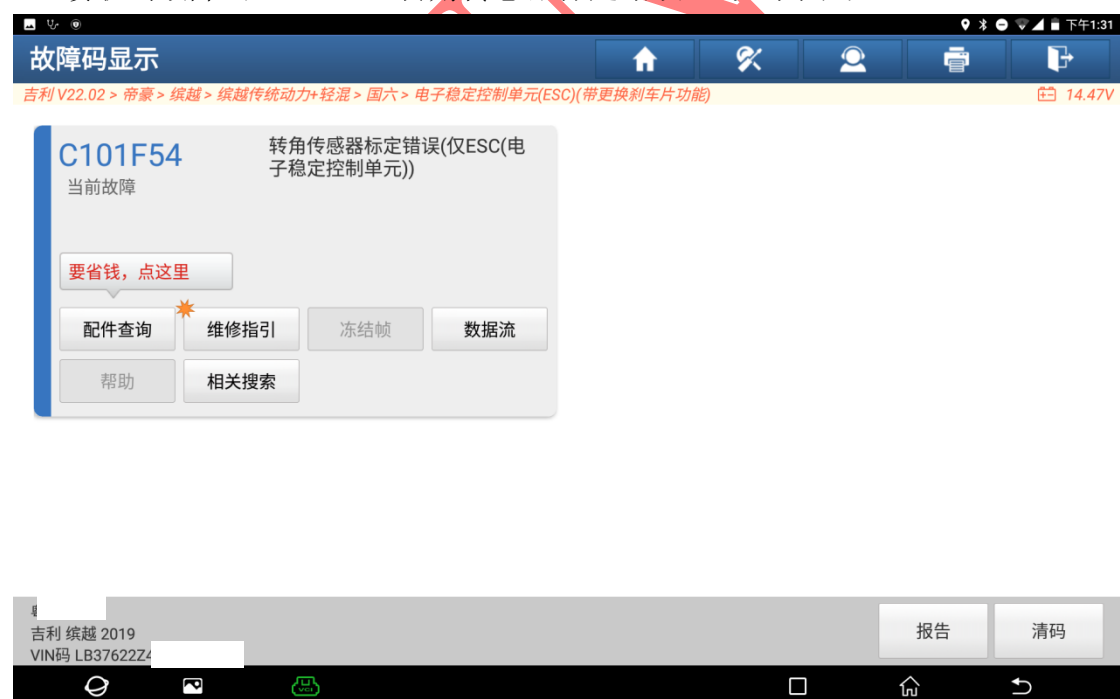 下午1:31
故障码显示
吉利 V22.02 > 帝豪 > 缤越 > 缤越传统动力+轻混 > 国六 > 电子稳定控制单元(ESC)(带更换刹车片功能)
14.47V
C101F54
当前故障
转角传感器标定错误(仅ESC(电
子稳定控制单元))
要省钱，点这里
配件查询
维修指引
冻结帧
数据流
帮助
相关搜索
吉利 缤越 2019
VIN码 LB37622Z4
报告
清码
VCI